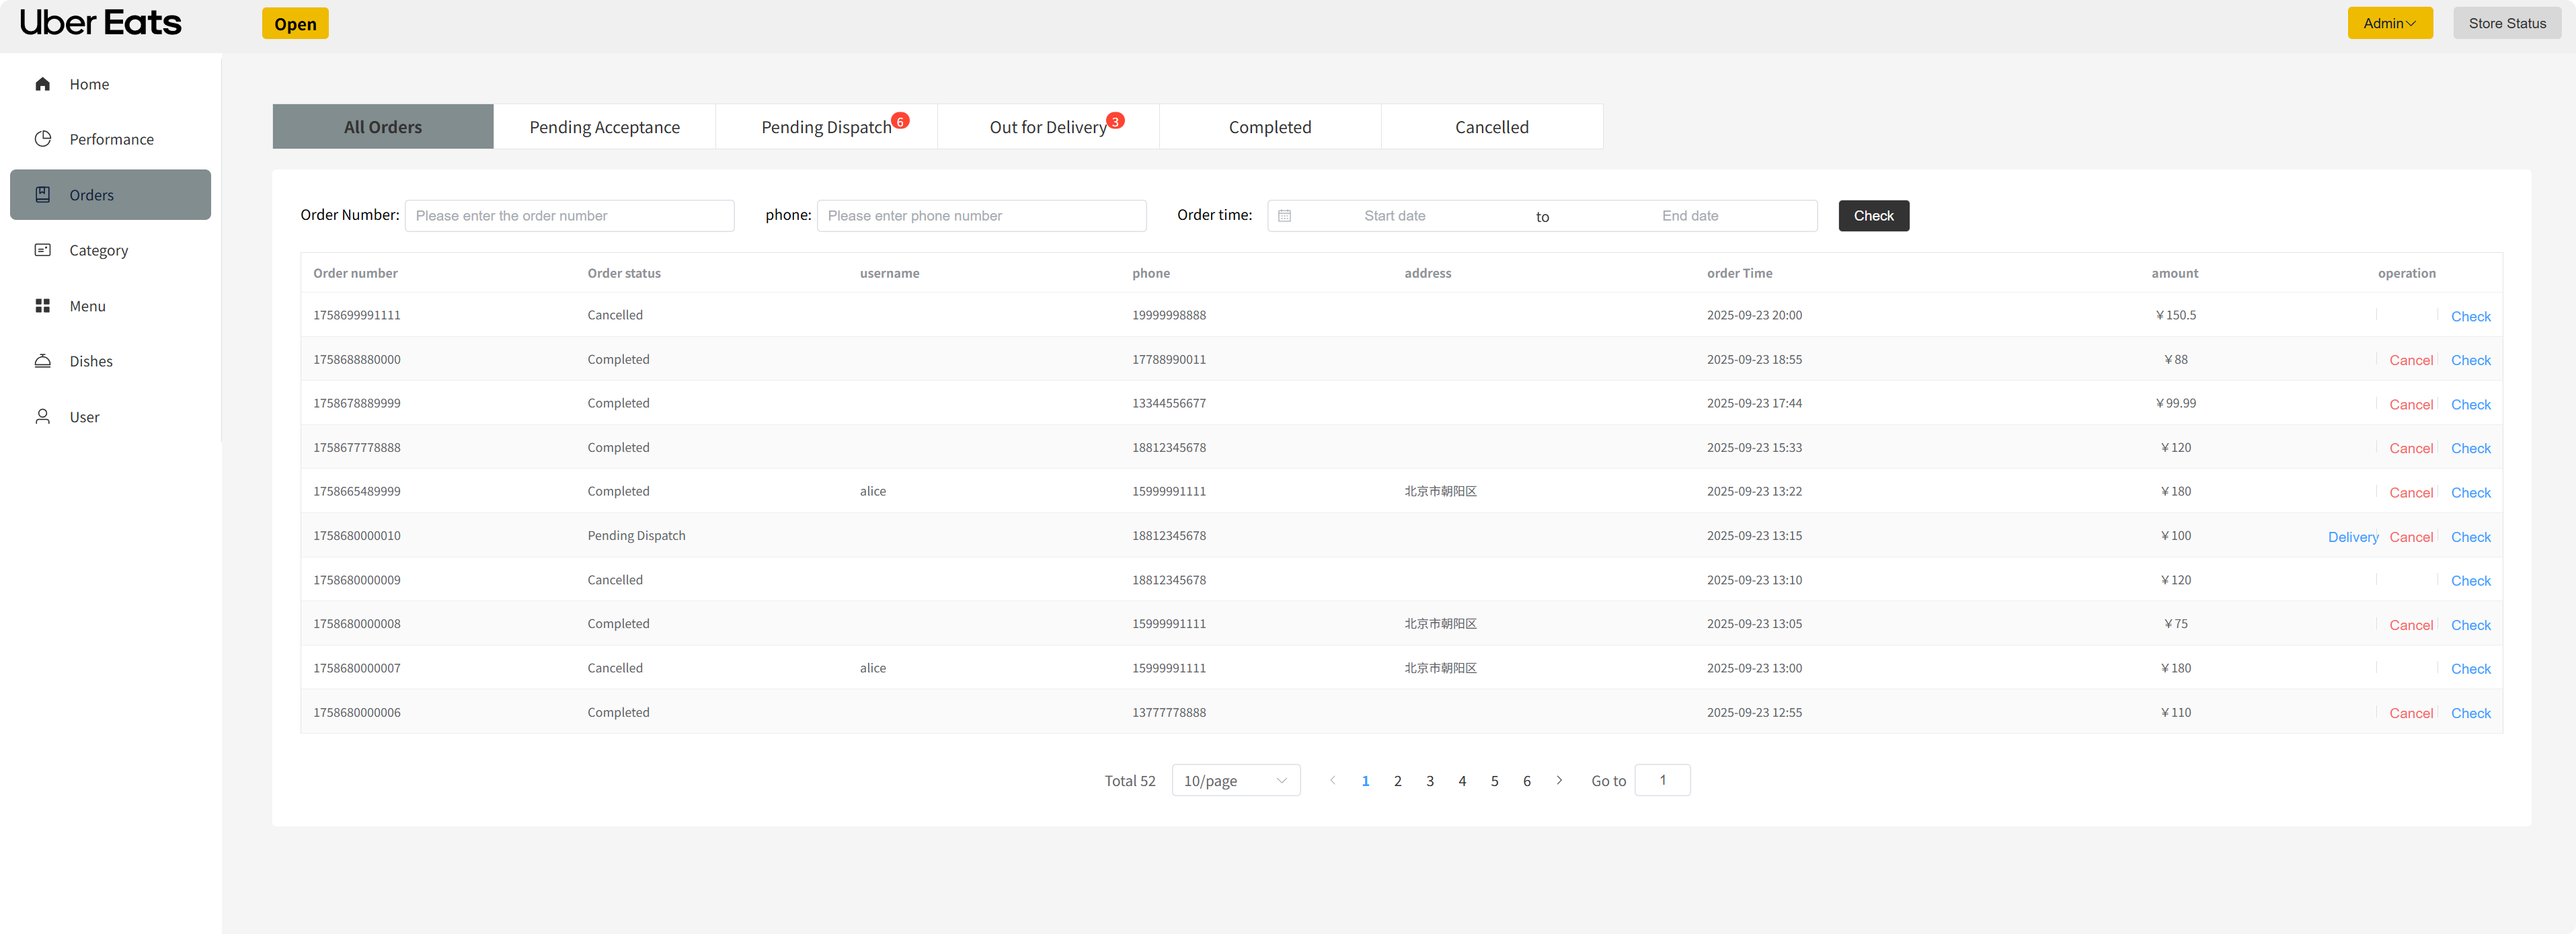 Uber Eats
Open
Admin
Store Status
Home
Performance
Orders
Category
Menu
Dishes
User
All Orders
Pending Acceptance
Pending Dispatch 6
Out for Delivery 3
Completed
Cancelled
Order Number: Please enter the order number phone: Please enter phone number Order time: Start date to End date Check
Order number Order status username phone address order Time amount operation
1758699991111 Cancelled 19999998888 2025-09-23 20:00 ￥150.5 Check
1758688880000 Completed 17788990011 2025-09-23 18:55 ￥88 Cancel Check
1758678889999 Completed 13344556677 2025-09-23 17:44 ￥99.99 Cancel Check
1758677778888 Completed 18812345678 2025-09-23 15:33 ￥120 Cancel Check
1758665489999 Completed alice 15999991111 北京市朝阳区 2025-09-23 13:22 ￥180 Cancel Check
1758680000010 Pending Dispatch 18812345678 2025-09-23 13:15 ￥100 Delivery Cancel Check
1758680000009 Cancelled 18812345678 2025-09-23 13:10 ￥120 Check
1758680000008 Completed 15999991111 北京市朝阳区 2025-09-23 13:05 ￥75 Cancel Check
1758680000007 Cancelled alice 15999991111 北京市朝阳区 2025-09-23 13:00 ￥180 Check
1758680000006 Completed 13777778888 2025-09-23 12:55 ￥110 Cancel Check
Total 52 10/page 1 2 3 4 5 6 Go to 1